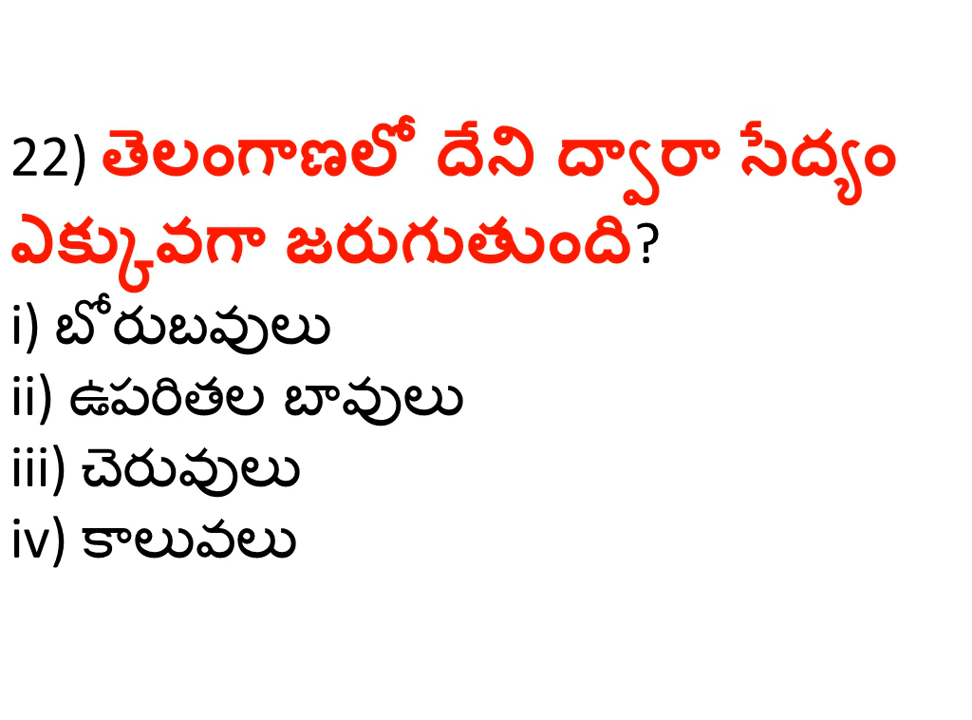 22) తెలంగాణలో దేని ద్వారా సేద్యం
ఎక్కువగా జరుగుతుంది?
i) బోరుబవులు
ii) ఉపరితల బావులు
iii) చెరువులు
iv) కాలువలు